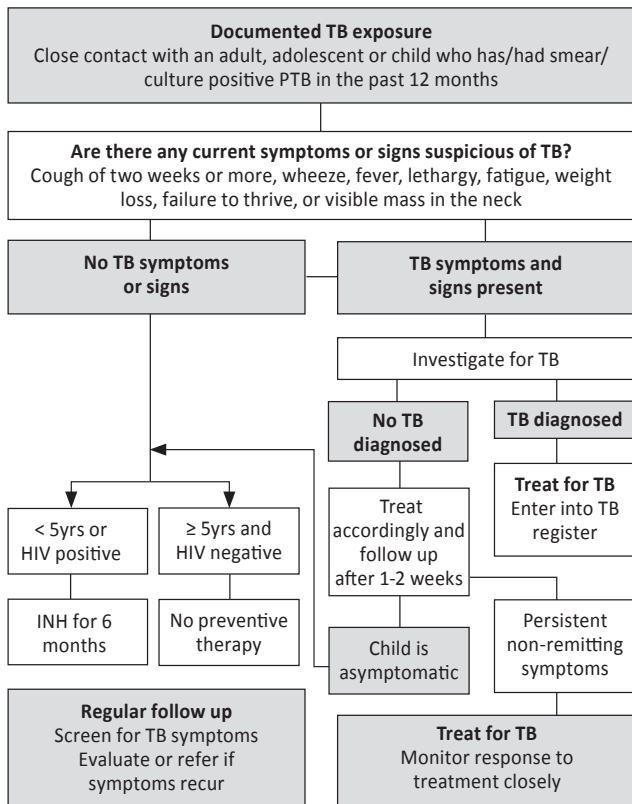 Documented TB exposure
Close contact with an adult, adolescent or child who has/had smear/
culture positive PTB in the past 12 months
Are there any current symptoms or signs suspicious of TB?
Cough of two weeks or more, wheeze, fever, lethargy, fatigue, weight
loss, failure to thrive, or visible mass in the neck
No TB symptoms
or signs
TB symptoms and
signs present
Investigate for TB
No TB
diagnosed
TB diagnosed
Treat for TB
Enter into TB
register
< 5yrs or
HIV positive
≥ 5yrs and
HIV negative
Treat
accordingly and
follow up
after 1-2 weeks
INH for 6
months
No preventive
therapy
Child is
asymptomatic
Persistent
non-remitting
symptoms
Regular follow up
Screen for TB symptoms
Evaluate or refer if
symptoms recur
Treat for TB
Monitor response to
treatment closely